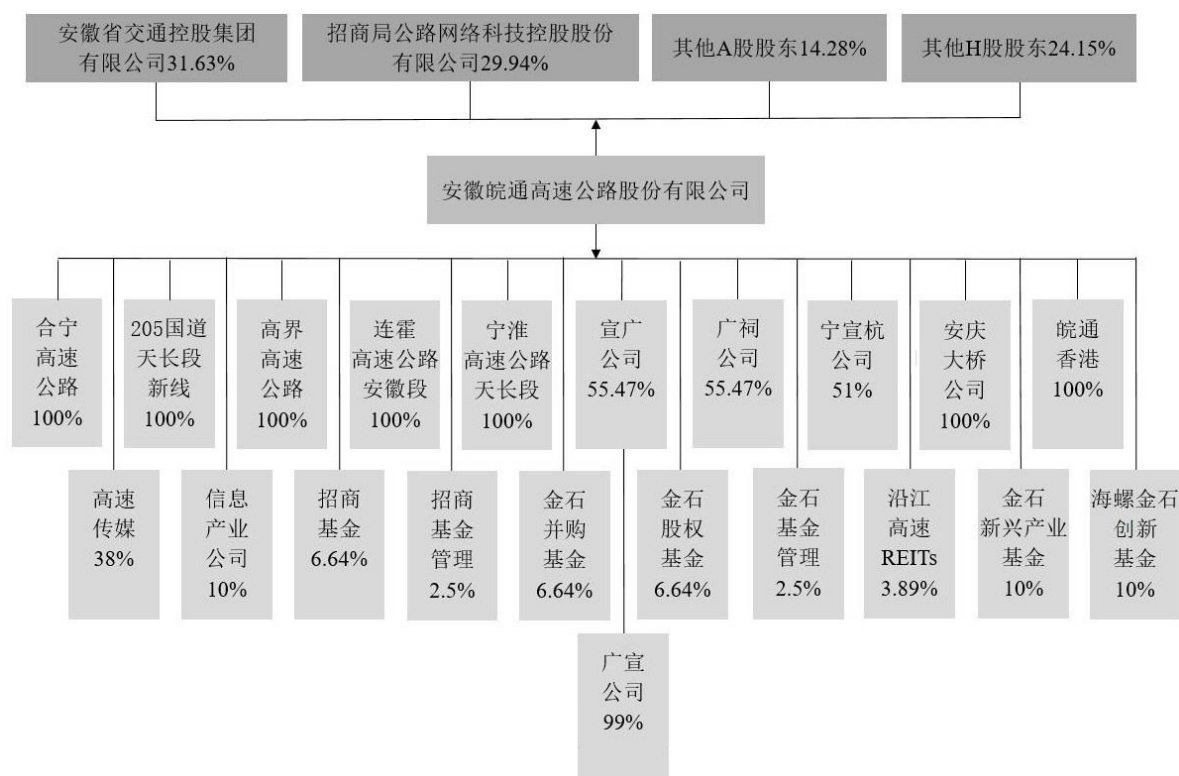 安徽省交通控股集团
有限公司31.63%
招商局公路网络科技控股股份
有限公司29.94%
其他A股股东14.28%
其他H股股东24.15%
安徽皖通高速公路股份有限公司
合宁
高速
公路
100%
205国道
天长段
新线
100%
高界
高速
公路
100%
连霍
高速公路
安徽段
100%
宁淮
高速公路
天长段
100%
宣广
公司
55.47%
广祠
公司
55.47%
宁宣杭
公司
51%
安庆
大桥
公司
100%
皖通
香港
100%
高速
传媒
38%
信息
产业
公司
10%
招商
基金
6.64%
招商
基金
管理
2.5%
金石
并购
基金
6.64%
金石
股权
基金
6.64%
金石
基金
管理
2.5%
沿江
高速
REITs
3.89%
金石
新兴产业
基金
10%
海螺金石
创新
基金
10%
广宣
公司
99%